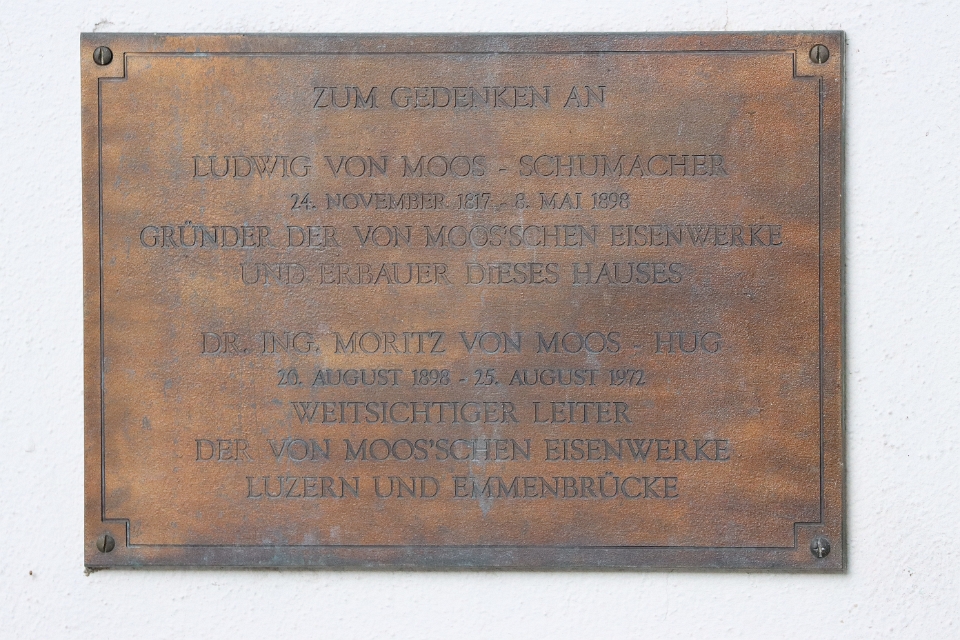 ZUM GEDENKEN AN
LUDWIG VON MOOS - SCHUMACHER
24. NOVEMBER 1817 - 8. MAI 1898
GRÜNDER DER VON MOOS'SCHEN EISENWERKE
UND ERBAUER DIESES HAUSES
DR. ING. MORITZ VON MOOS - HUG
20. AUGUST 1898 - 25. AUGUST 1972
WEITSICHTIGER LEITER
DER VON MOOS'SCHEN EISENWERKE
LUZERN UND EMMENBRÜCKE